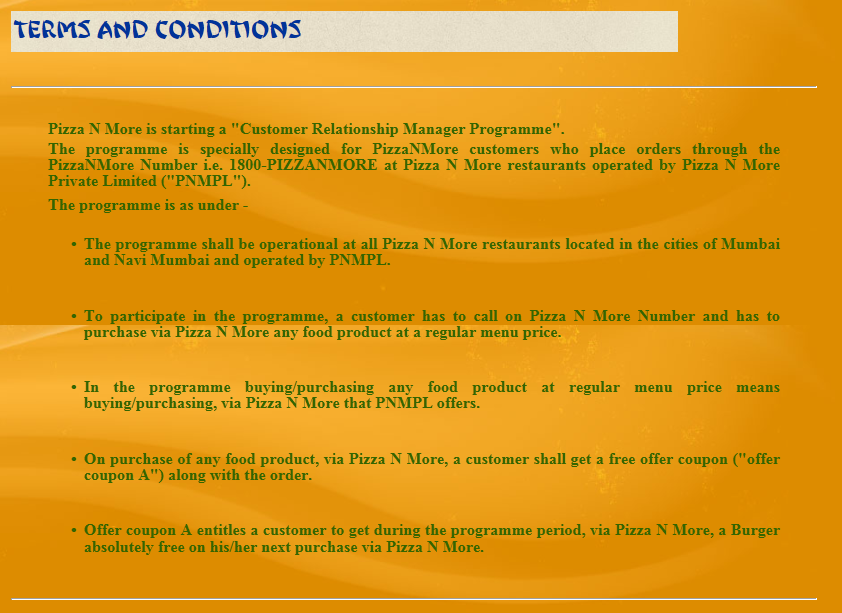 TERMS AND CONDITIONS
Pizza N More is starting a "Customer Relationship Manager Programme".
The programme is specially designed for PizzaNMore customers who place orders through the
PizzaNMore Number i.e. 1800-PIZZANMORE at Pizza N More restaurants operated by Pizza N More
Private Limited ("PNMPL").
The programme is as under -
• The programme shall be operational at all Pizza N More restaurants located in the cities of Mumbai
and Navi Mumbai and operated by PNMPL.
• To participate in the programme, a customer has to call on Pizza N More Number and has to
purchase via Pizza N More any food product at a regular menu price.
• In the programme buying/purchasing any food product at regular menu price means
buying/purchasing, via Pizza N More that PNMPL offers.
• On purchase of any food product, via Pizza N More, a customer shall get a free offer coupon ("offer
coupon A") along with the order.
• Offer coupon A entitles a customer to get during the programme period, via Pizza N More, a Burger
absolutely free on his/her next purchase via Pizza N More.